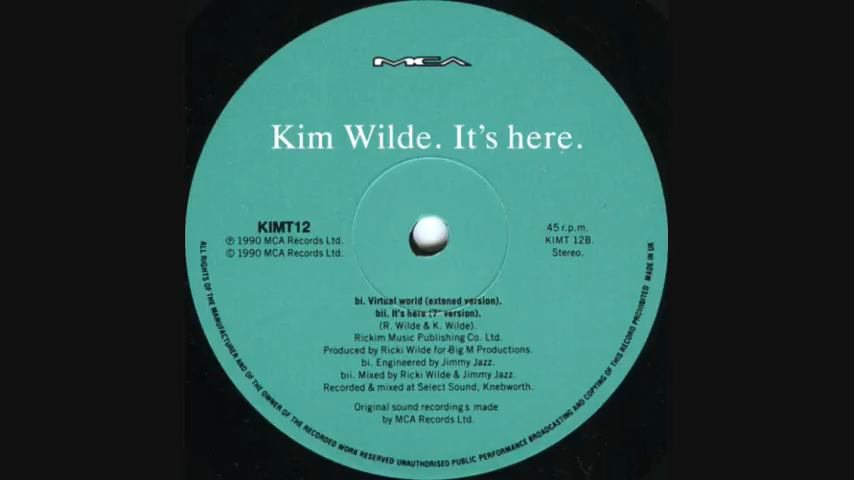 MCA
Kim Wilde. It's here.
KIMT12
℗ 1990 MCA Records Ltd.
© 1990 MCA Records Ltd.
45 r.p.m.
KIMT 12B.
Stereo.
bi. Virtual world (extened version).
bii. It's here (7" version).
(R. Wilde & K. Wilde).
Rickim Music Publishing Co. Ltd.
Produced by Ricki Wilde for Big M Productions.
bi. Engineered by Jimmy Jazz.
bii. Mixed by Ricki Wilde & Jimmy Jazz.
Recorded & mixed at Select Sound, Knebworth.
Original sound recordings made
by MCA Records Ltd.
ALL RIGHTS OF THE MANUFACTURER AND OF THE OWNER OF THE RECORDED WORK RESERVED UNAUTHORISED PUBLIC PERFORMANCE BROADCASTING AND COPYING OF THIS RECORD PROHIBITED MADE IN UK